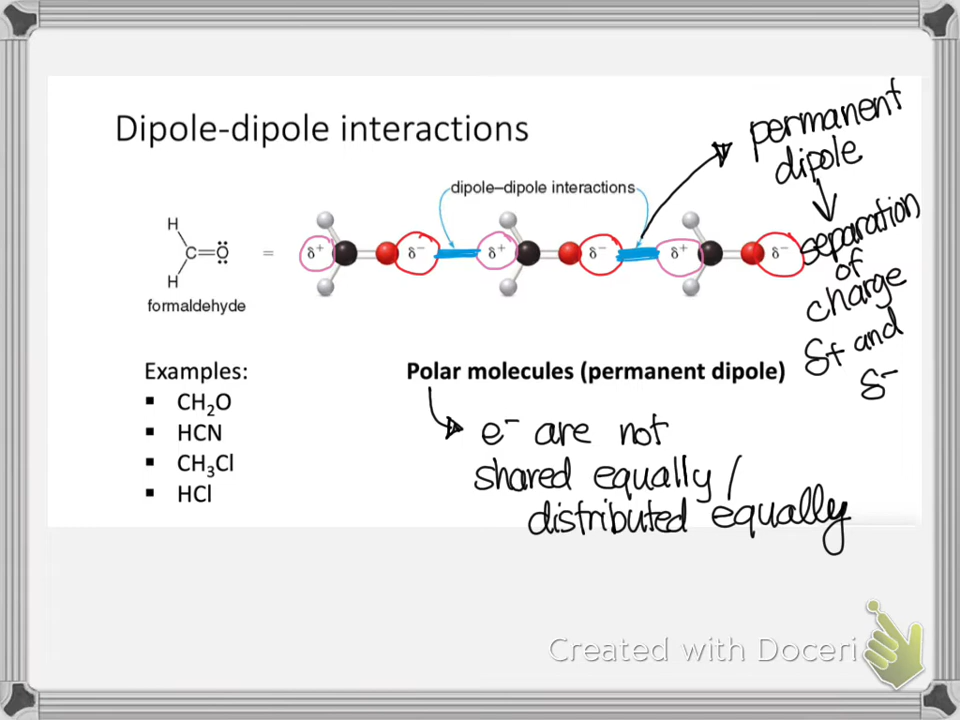 Dipole-dipole interactions
permanent
dipole
separation
of
charge
δ+ and
δ-
dipole–dipole interactions
H
C=Ö
H
=
δ+
δ-
δ+
δ-
δ+
δ-
formaldehyde
Examples:
▪ CH₂O
▪ HCN
▪ CH₃Cl
▪ HCl
Polar molecules (permanent dipole)
e⁻ are not
shared equally/
distributed equally
Created with Doceri